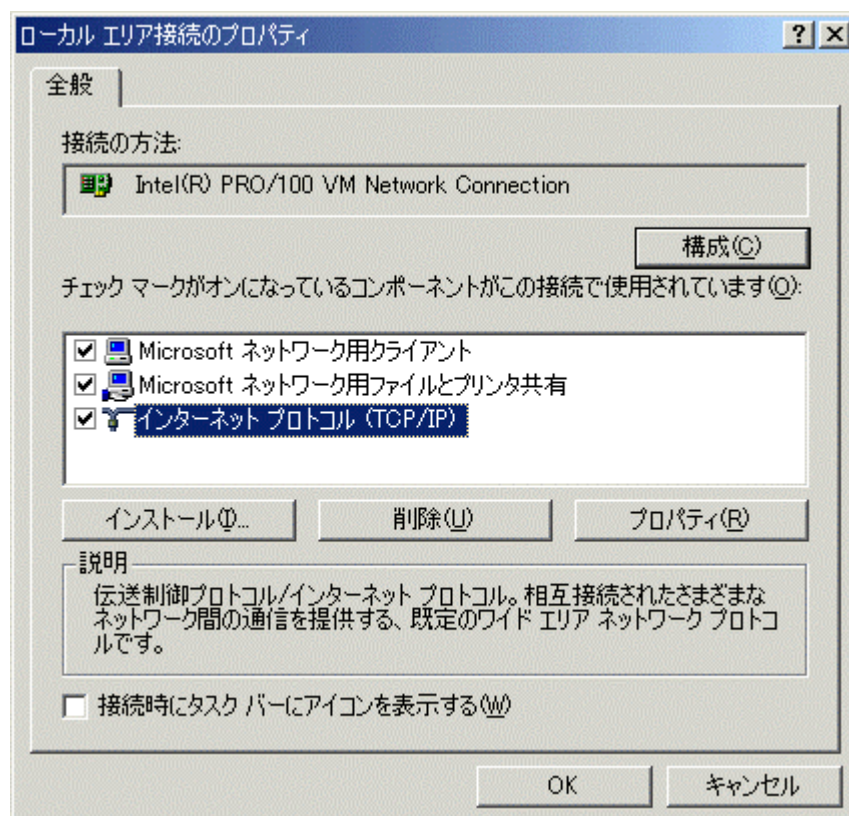 ローカル エリア接続のプロパティ
全般
接続の方法:
Intel(R) PRO/100 VM Network Connection
構成(C)
チェック マークがオンになっているコンポーネントがこの接続で使用されています(O):
Microsoft ネットワーク用クライアント
Microsoft ネットワーク用ファイルとプリンタ共有
インターネット プロトコル (TCP/IP)
インストール(I)...
削除(U)
プロパティ(R)
説明
伝送制御プロトコル/インターネット プロトコル。相互接続されたさまざまな
ネットワーク間の通信を提供する、既定のワイド エリア ネットワーク プロトコ
ルです。
接続時にタスク バーにアイコンを表示する(W)
OK
キャンセル